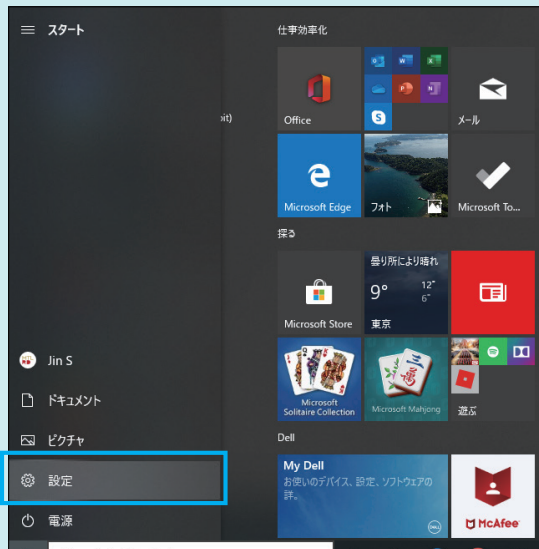 スタート
仕事効率化
bit)
Office
S
メール
Microsoft Edge
フォト
Microsoft To...
探る
Microsoft Store
曇り所により晴れ
9°
12°
6°
東京
Microsoft
Solitaire Collection
Microsoft Mahjong
遊ぶ
Jin S
ドキュメント
ピクチャ
設定
電源
Dell
My Dell
お使いのデバイス、設定、ソフトウェアの
詳。
DELL
McAfee